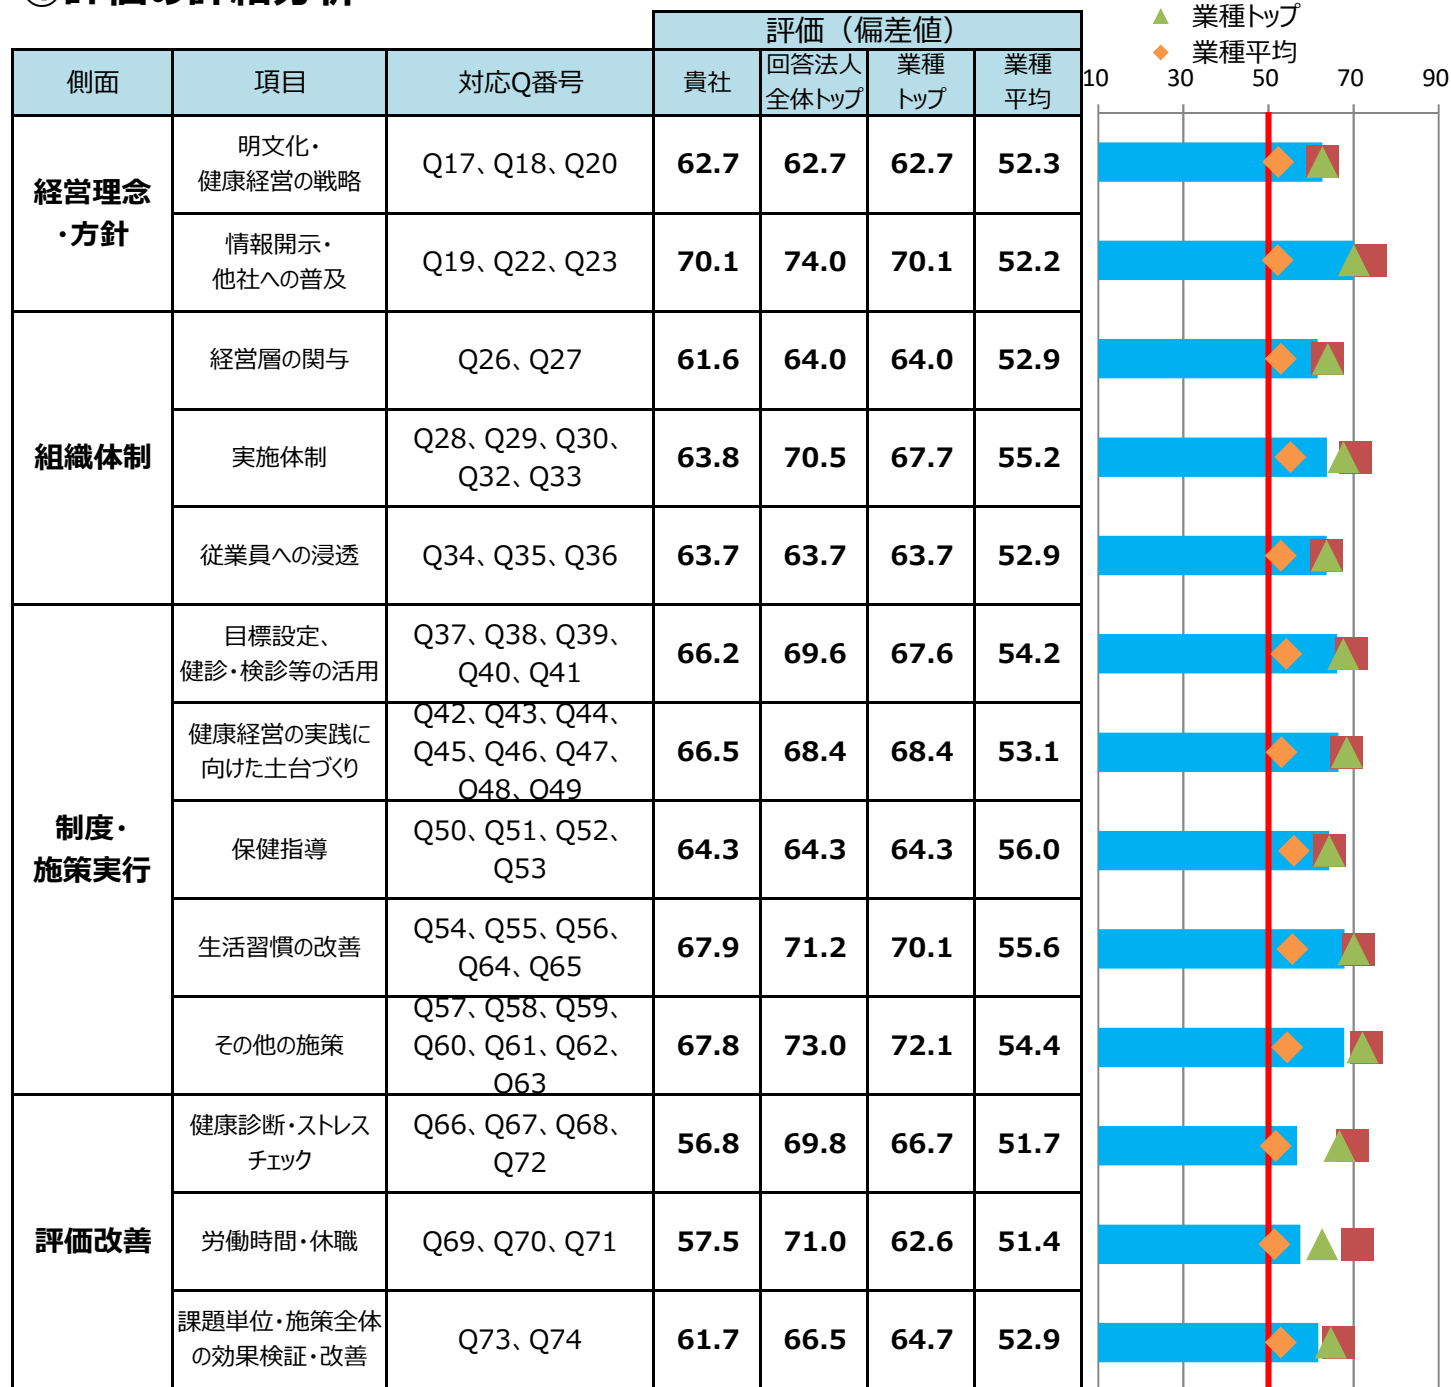 評価の詳細分析
▲ 業種トップ
◆ 業種平均
評価（偏差値）
側面 項目 対応Q番号 貴社 回答法人 業種 業種
全体トップ トップ 平均
10 30 50 70 90
経営理念
・方針
明文化・
健康経営の戦略
Q17、Q18、Q20
62.7 62.7 62.7 52.3
情報開示・
他社への普及
Q19、Q22、Q23
70.1 74.0 70.1 52.2
組織体制
経営層の関与
Q26、Q27
61.6 64.0 64.0 52.9
実施体制
Q28、Q29、Q30、
Q32、Q33
63.8 70.5 67.7 55.2
従業員への浸透
Q34、Q35、Q36
63.7 63.7 63.7 52.9
制度・
施策実行
目標設定、
健診・検診等の活用
Q37、Q38、Q39、
Q40、Q41
66.2 69.6 67.6 54.2
健康経営の実践に
向けた土台づくり
Q42、Q43、Q44、
Q45、Q46、Q47、
Q48、Q49
66.5 68.4 68.4 53.1
保健指導
Q50、Q51、Q52、
Q53
64.3 64.3 64.3 56.0
生活習慣の改善
Q54、Q55、Q56、
Q64、Q65
67.9 71.2 70.1 55.6
その他の施策
Q57、Q58、Q59、
Q60、Q61、Q62、
Q63
67.8 73.0 72.1 54.4
評価改善
健康診断・ストレス
チェック
Q66、Q67、Q68、
Q72
56.8 69.8 66.7 51.7
労働時間・休職
Q69、Q70、Q71
57.5 71.0 62.6 51.4
課題単位・施策全体
の効果検証・改善
Q73、Q74
61.7 66.5 64.7 52.9